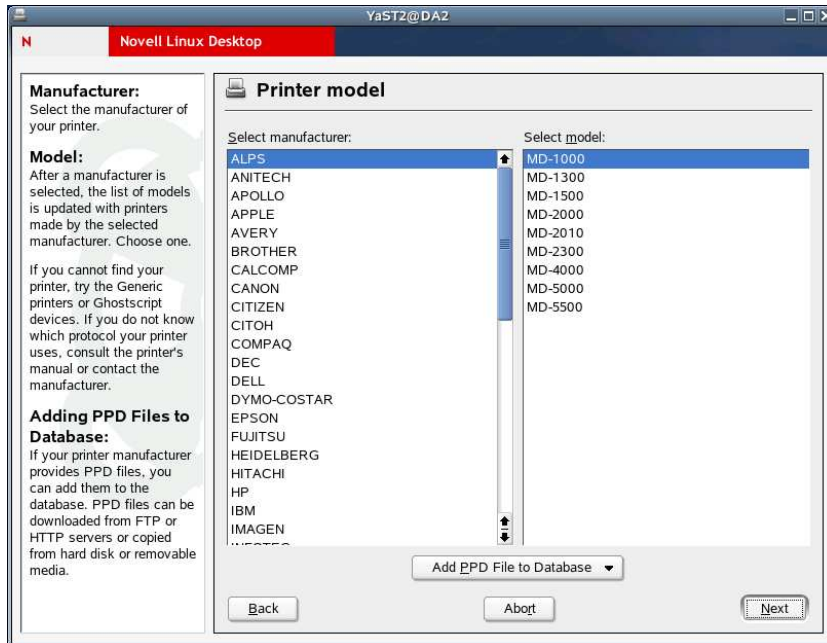 YaST2@DA2
N
Novell Linux Desktop
Manufacturer:
Select the manufacturer of
your printer.
Model:
After a manufacturer is
selected, the list of models
is updated with printers
made by the selected
manufacturer. Choose one.
If you cannot find your
printer, try the Generic
printers or Ghostscript
devices. If you do not know
which protocol your printer
uses, consult the printer's
manual or contact the
manufacturer.
Adding PPD Files to
Database:
If your printer manufacturer
provides PPD files, you
can add them to the
database. PPD files can be
downloaded from FTP or
HTTP servers or copied
from hard disk or removable
media.
Printer model
Select manufacturer:
ALPS
ANITECH
APOLLO
APPLE
AVERY
BROTHER
CALCOMP
CANON
CITIZEN
CITOH
COMPAQ
DEC
DELL
DYMO-COSTAR
EPSON
FUJITSU
HEIDELBERG
HITACHI
HP
IBM
IMAGEN
Select model:
MD-1000
MD-1300
MD-1500
MD-2000
MD-2010
MD-2300
MD-4000
MD-5000
MD-5500
Add PPD File to Database
Back
Abort
Next